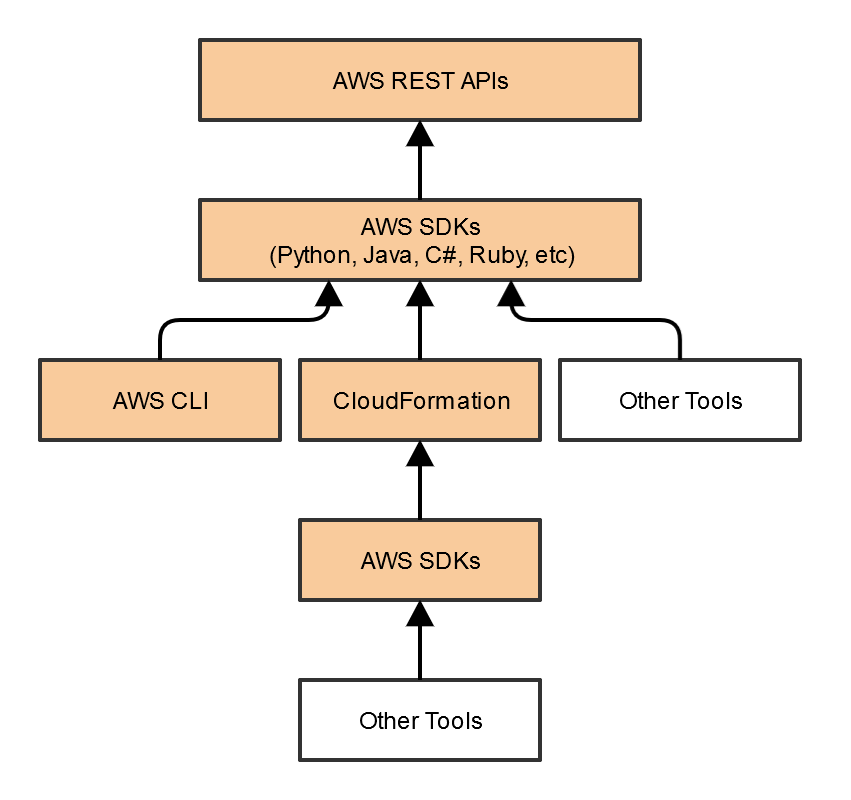 AWS REST APIs
AWS SDKs
(Python, Java, C#, Ruby, etc)
AWS CLI
CloudFormation
Other Tools
AWS SDKs
Other Tools